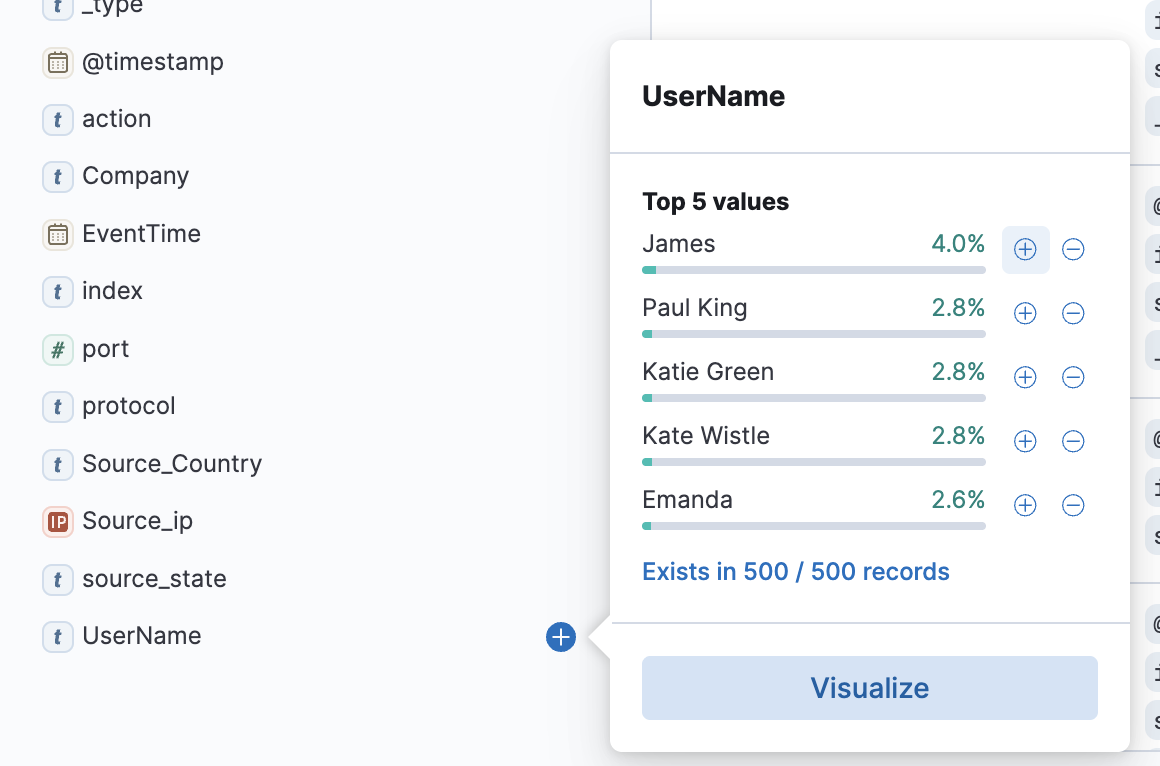 t _type
@timestamp
t action
t Company
EventTime
t index
# port
t protocol
t Source_Country
IP Source_ip
t source_state
t UserName
UserName
Top 5 values
James 4.0%
Paul King 2.8%
Katie Green 2.8%
Kate Wistle 2.8%
Emanda 2.6%
Exists in 500 / 500 records
Visualize